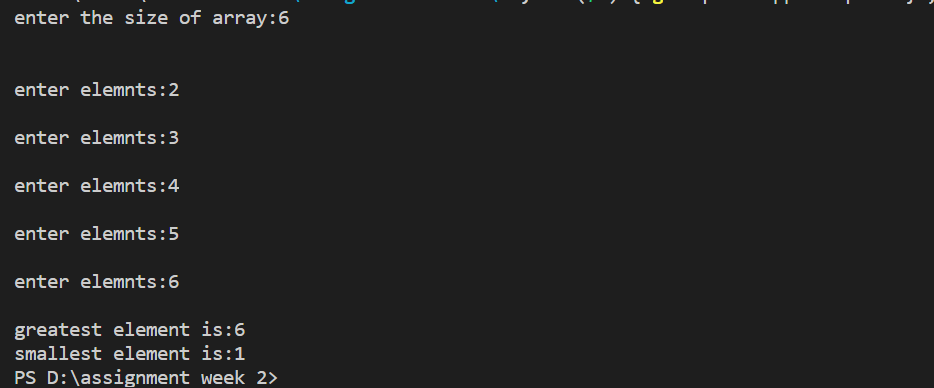 enter the size of array:6
enter elemnts:2
enter elemnts:3
enter elemnts:4
enter elemnts:5
enter elemnts:6
greatest element is:6
smallest element is:1
PS D:\assignment week 2>